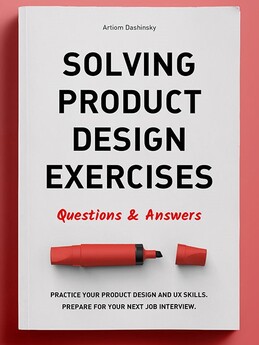 Artiom Dashinsky
SOLVING
PRODUCT
DESIGN
EXERCISES
Questions & Answers
PRACTICE YOUR PRODUCT DESIGN AND UX SKILLS.
PREPARE FOR YOUR NEXT JOB INTERVIEW.